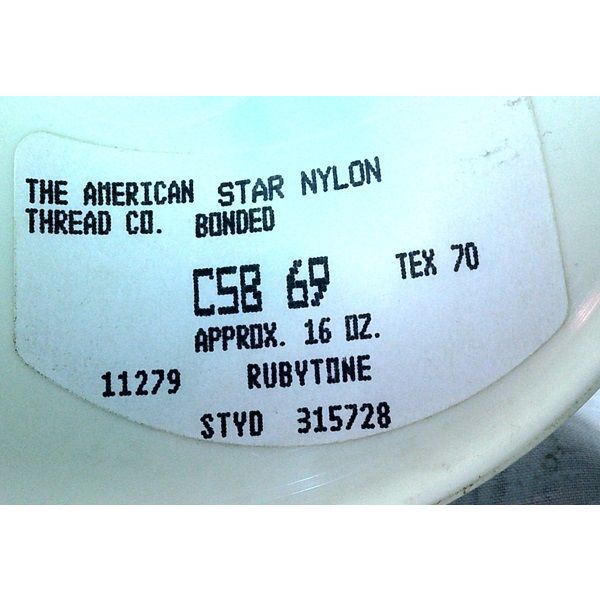 THE AMERICAN STAR NYLON
THREAD CO. BONDED
CSB 69 TEX 70
APPROX. 16 OZ.
11279 RUBYTONE
STYD 315728